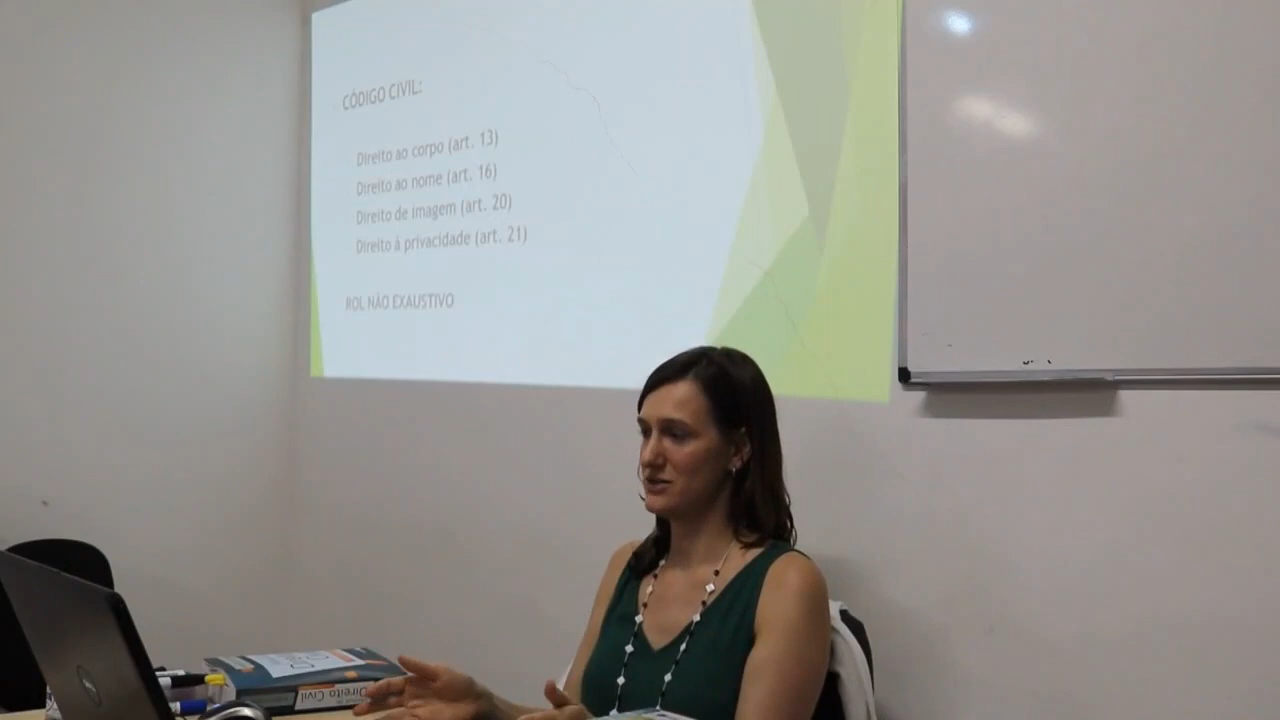 CÓDIGO CIVIL:
Direito ao corpo (art. 13)
Direito ao nome (art. 16)
Direito de imagem (art. 20)
Direito à privacidade (art. 21)
ROL NÃO EXAUSTIVO
Direito Civil